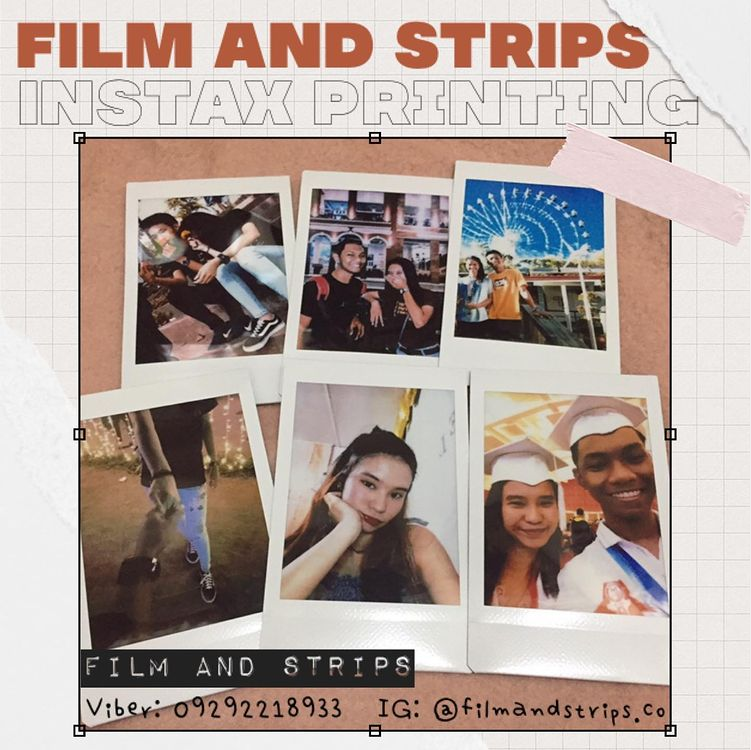 FILM AND STRIPS
INSTAX PRINTING
FILM AND STRIPS
Viber: 09292218933 IG: @filmandstrips.co